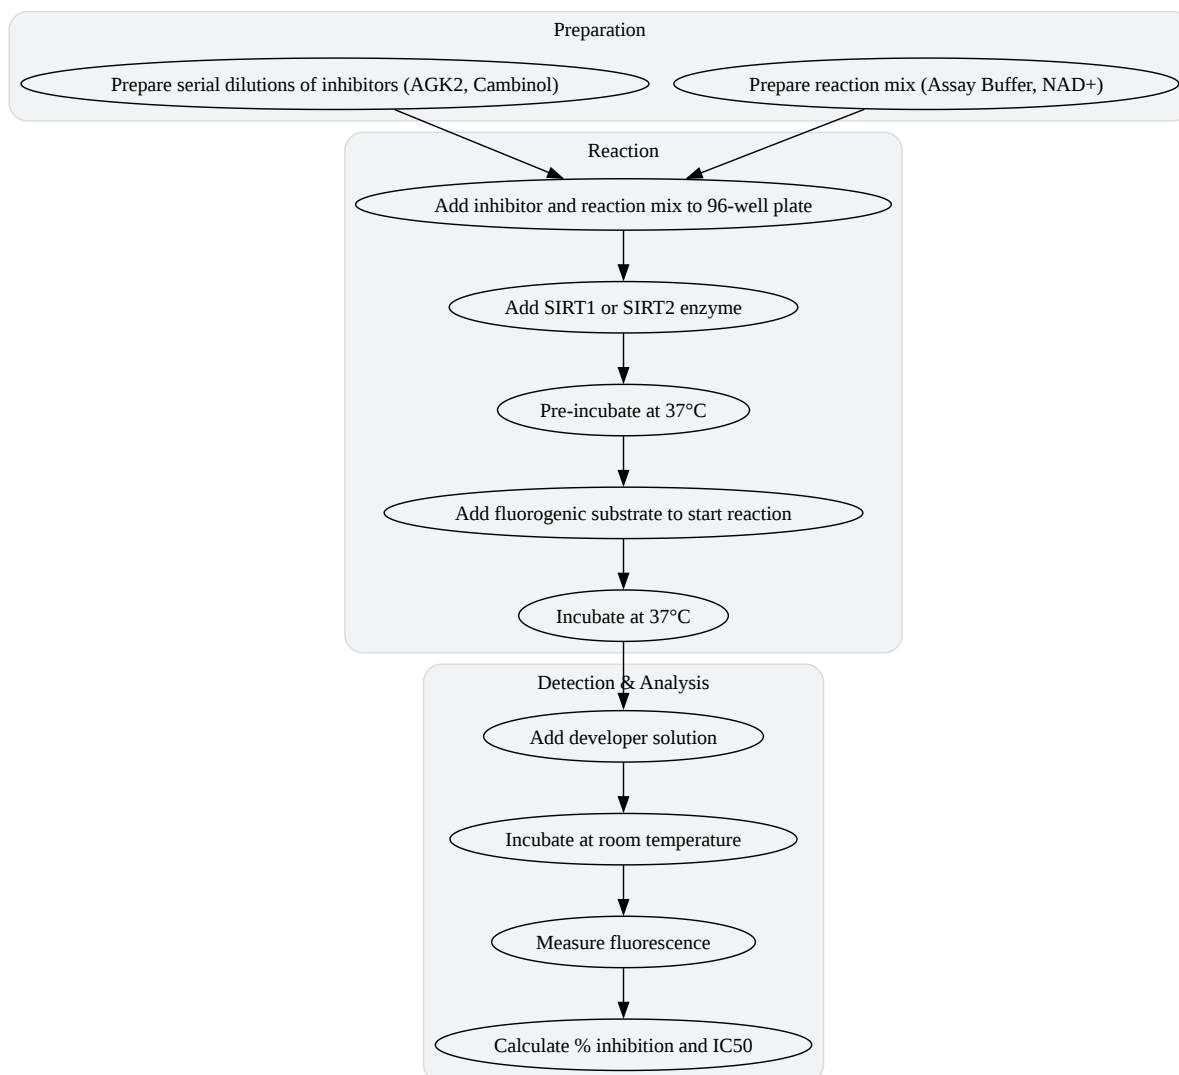 Preparation
Prepare serial dilutions of inhibitors (AGK2, Cambinol)
Prepare reaction mix (Assay Buffer, NAD+)
Reaction
Add inhibitor and reaction mix to 96-well plate
Add SIRT1 or SIRT2 enzyme
Pre-incubate at 37°C
Add fluorogenic substrate to start reaction
Incubate at 37°C
Detection & Analysis
Add developer solution
Incubate at room temperature
Measure fluorescence
Calculate % inhibition and IC50